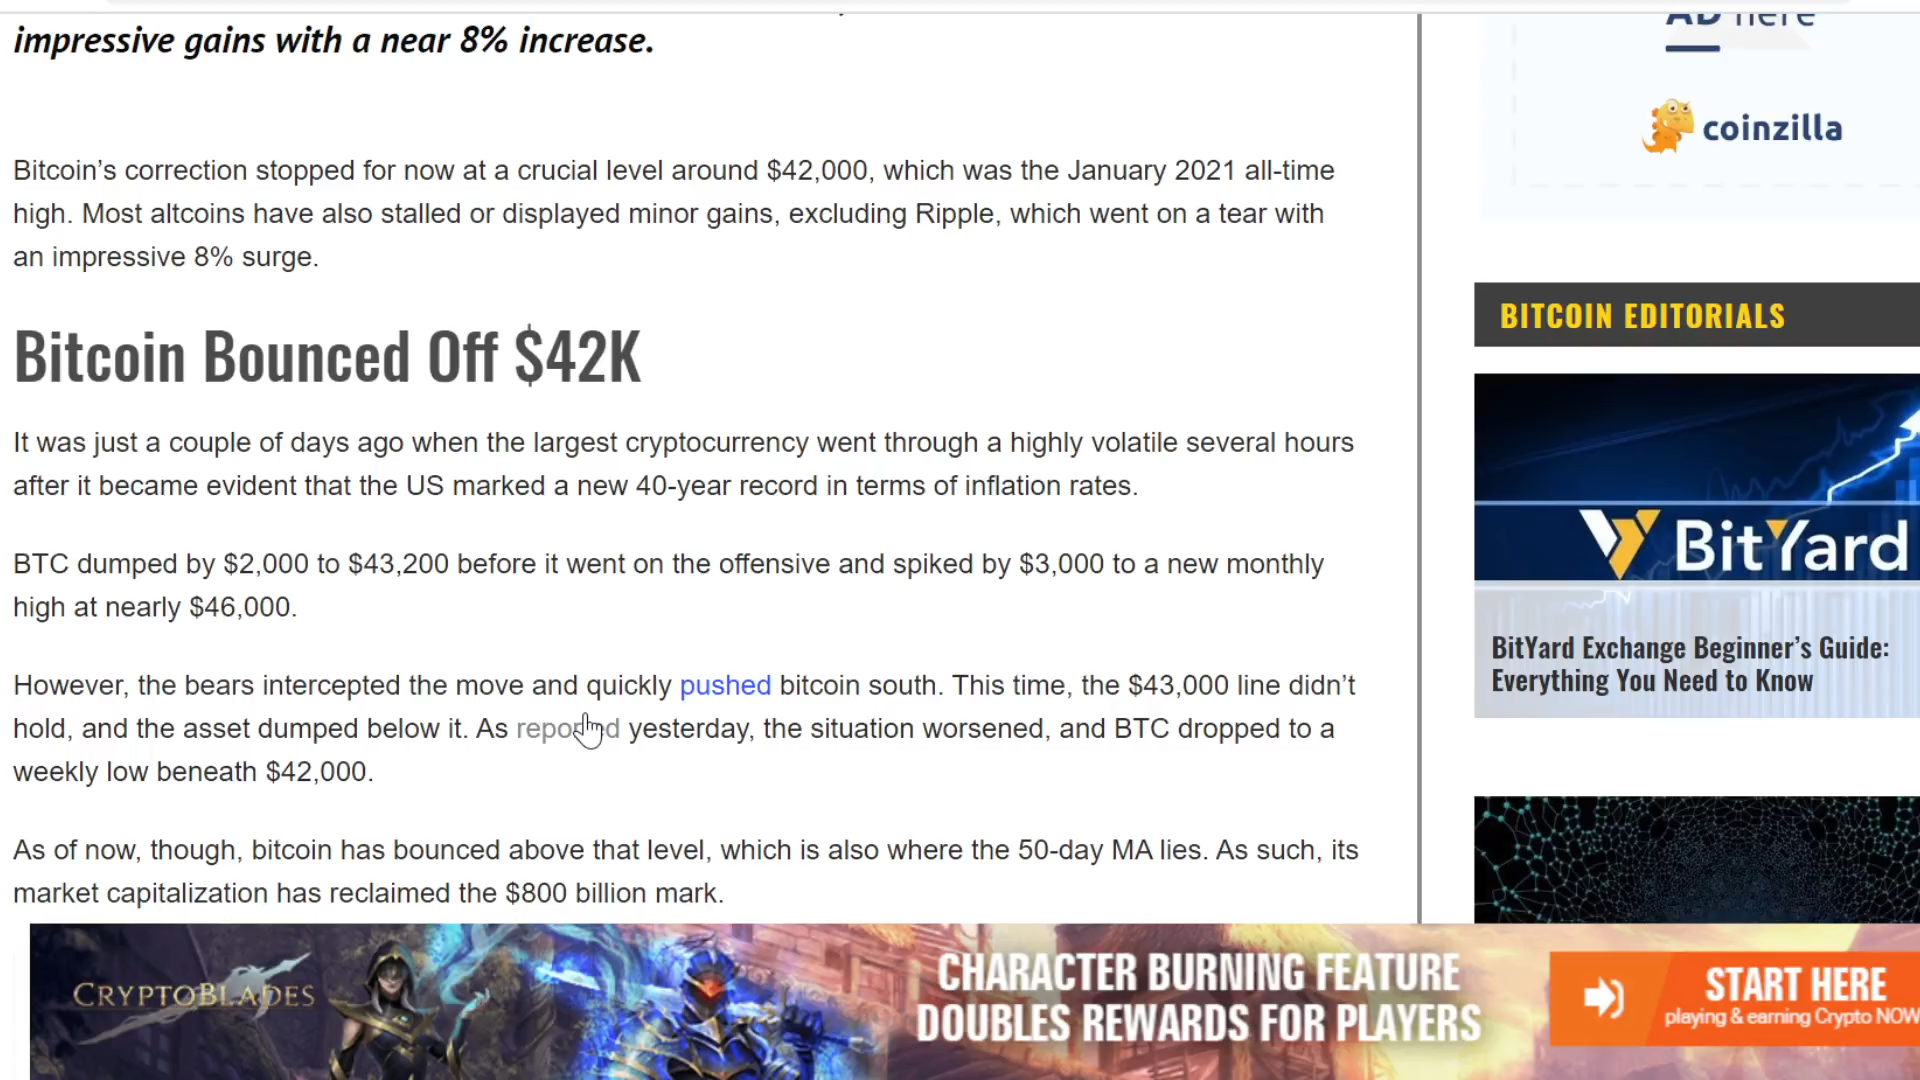 AD here
impressive gains with a near 8% increase.
coinzilla
Bitcoin’s correction stopped for now at a crucial level around $42,000, which was the January 2021 all-time
high. Most altcoins have also stalled or displayed minor gains, excluding Ripple, which went on a tear with
an impressive 8% surge.
BITCOIN EDITORIALS
Bitcoin Bounced Off $42K
It was just a couple of days ago when the largest cryptocurrency went through a highly volatile several hours
after it became evident that the US marked a new 40-year record in terms of inflation rates.
BitYard
BTC dumped by $2,000 to $43,200 before it went on the offensive and spiked by $3,000 to a new monthly
high at nearly $46,000.
BitYard Exchange Beginner’s Guide:
Everything You Need to Know
However, the bears intercepted the move and quickly pushed bitcoin south. This time, the $43,000 line didn’t
hold, and the asset dumped below it. As reported yesterday, the situation worsened, and BTC dropped to a
weekly low beneath $42,000.
As of now, though, bitcoin has bounced above that level, which is also where the 50-day MA lies. As such, its
market capitalization has reclaimed the $800 billion mark.
CRYPTOBLADES
CHARACTER BURNING FEATURE
DOUBLES REWARDS FOR PLAYERS
START HERE
playing & earning Crypto NOW